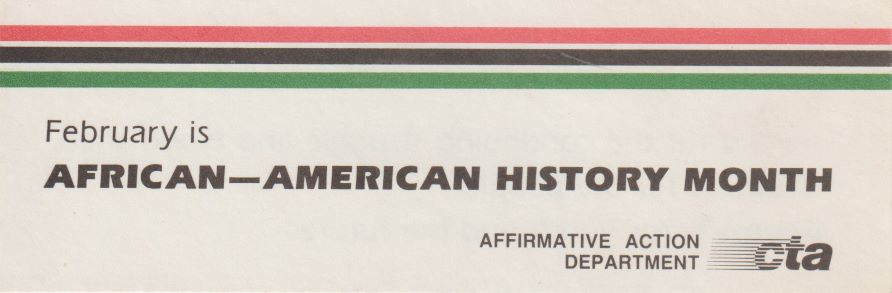 February is
AFRICAN—AMERICAN HISTORY MONTH
AFFIRMATIVE ACTION
DEPARTMENT cta